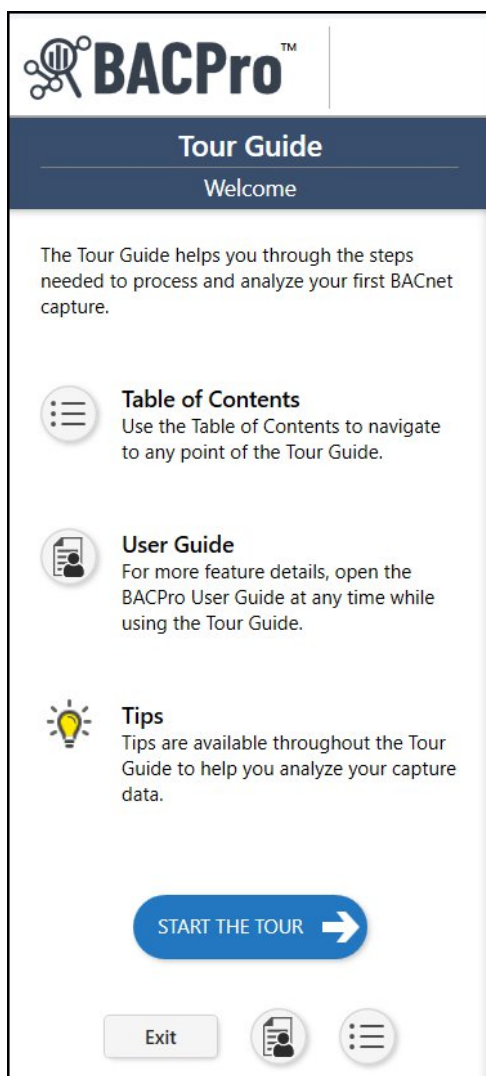 BACPro™
Tour Guide
Welcome
The Tour Guide helps you through the steps
needed to process and analyze your first BACnet
capture.
Table of Contents
Use the Table of Contents to navigate
to any point of the Tour Guide.
User Guide
For more feature details, open the
BACPro User Guide at any time while
using the Tour Guide.
Tips
Tips are available throughout the Tour
Guide to help you analyze your capture
data.
START THE TOUR
Exit